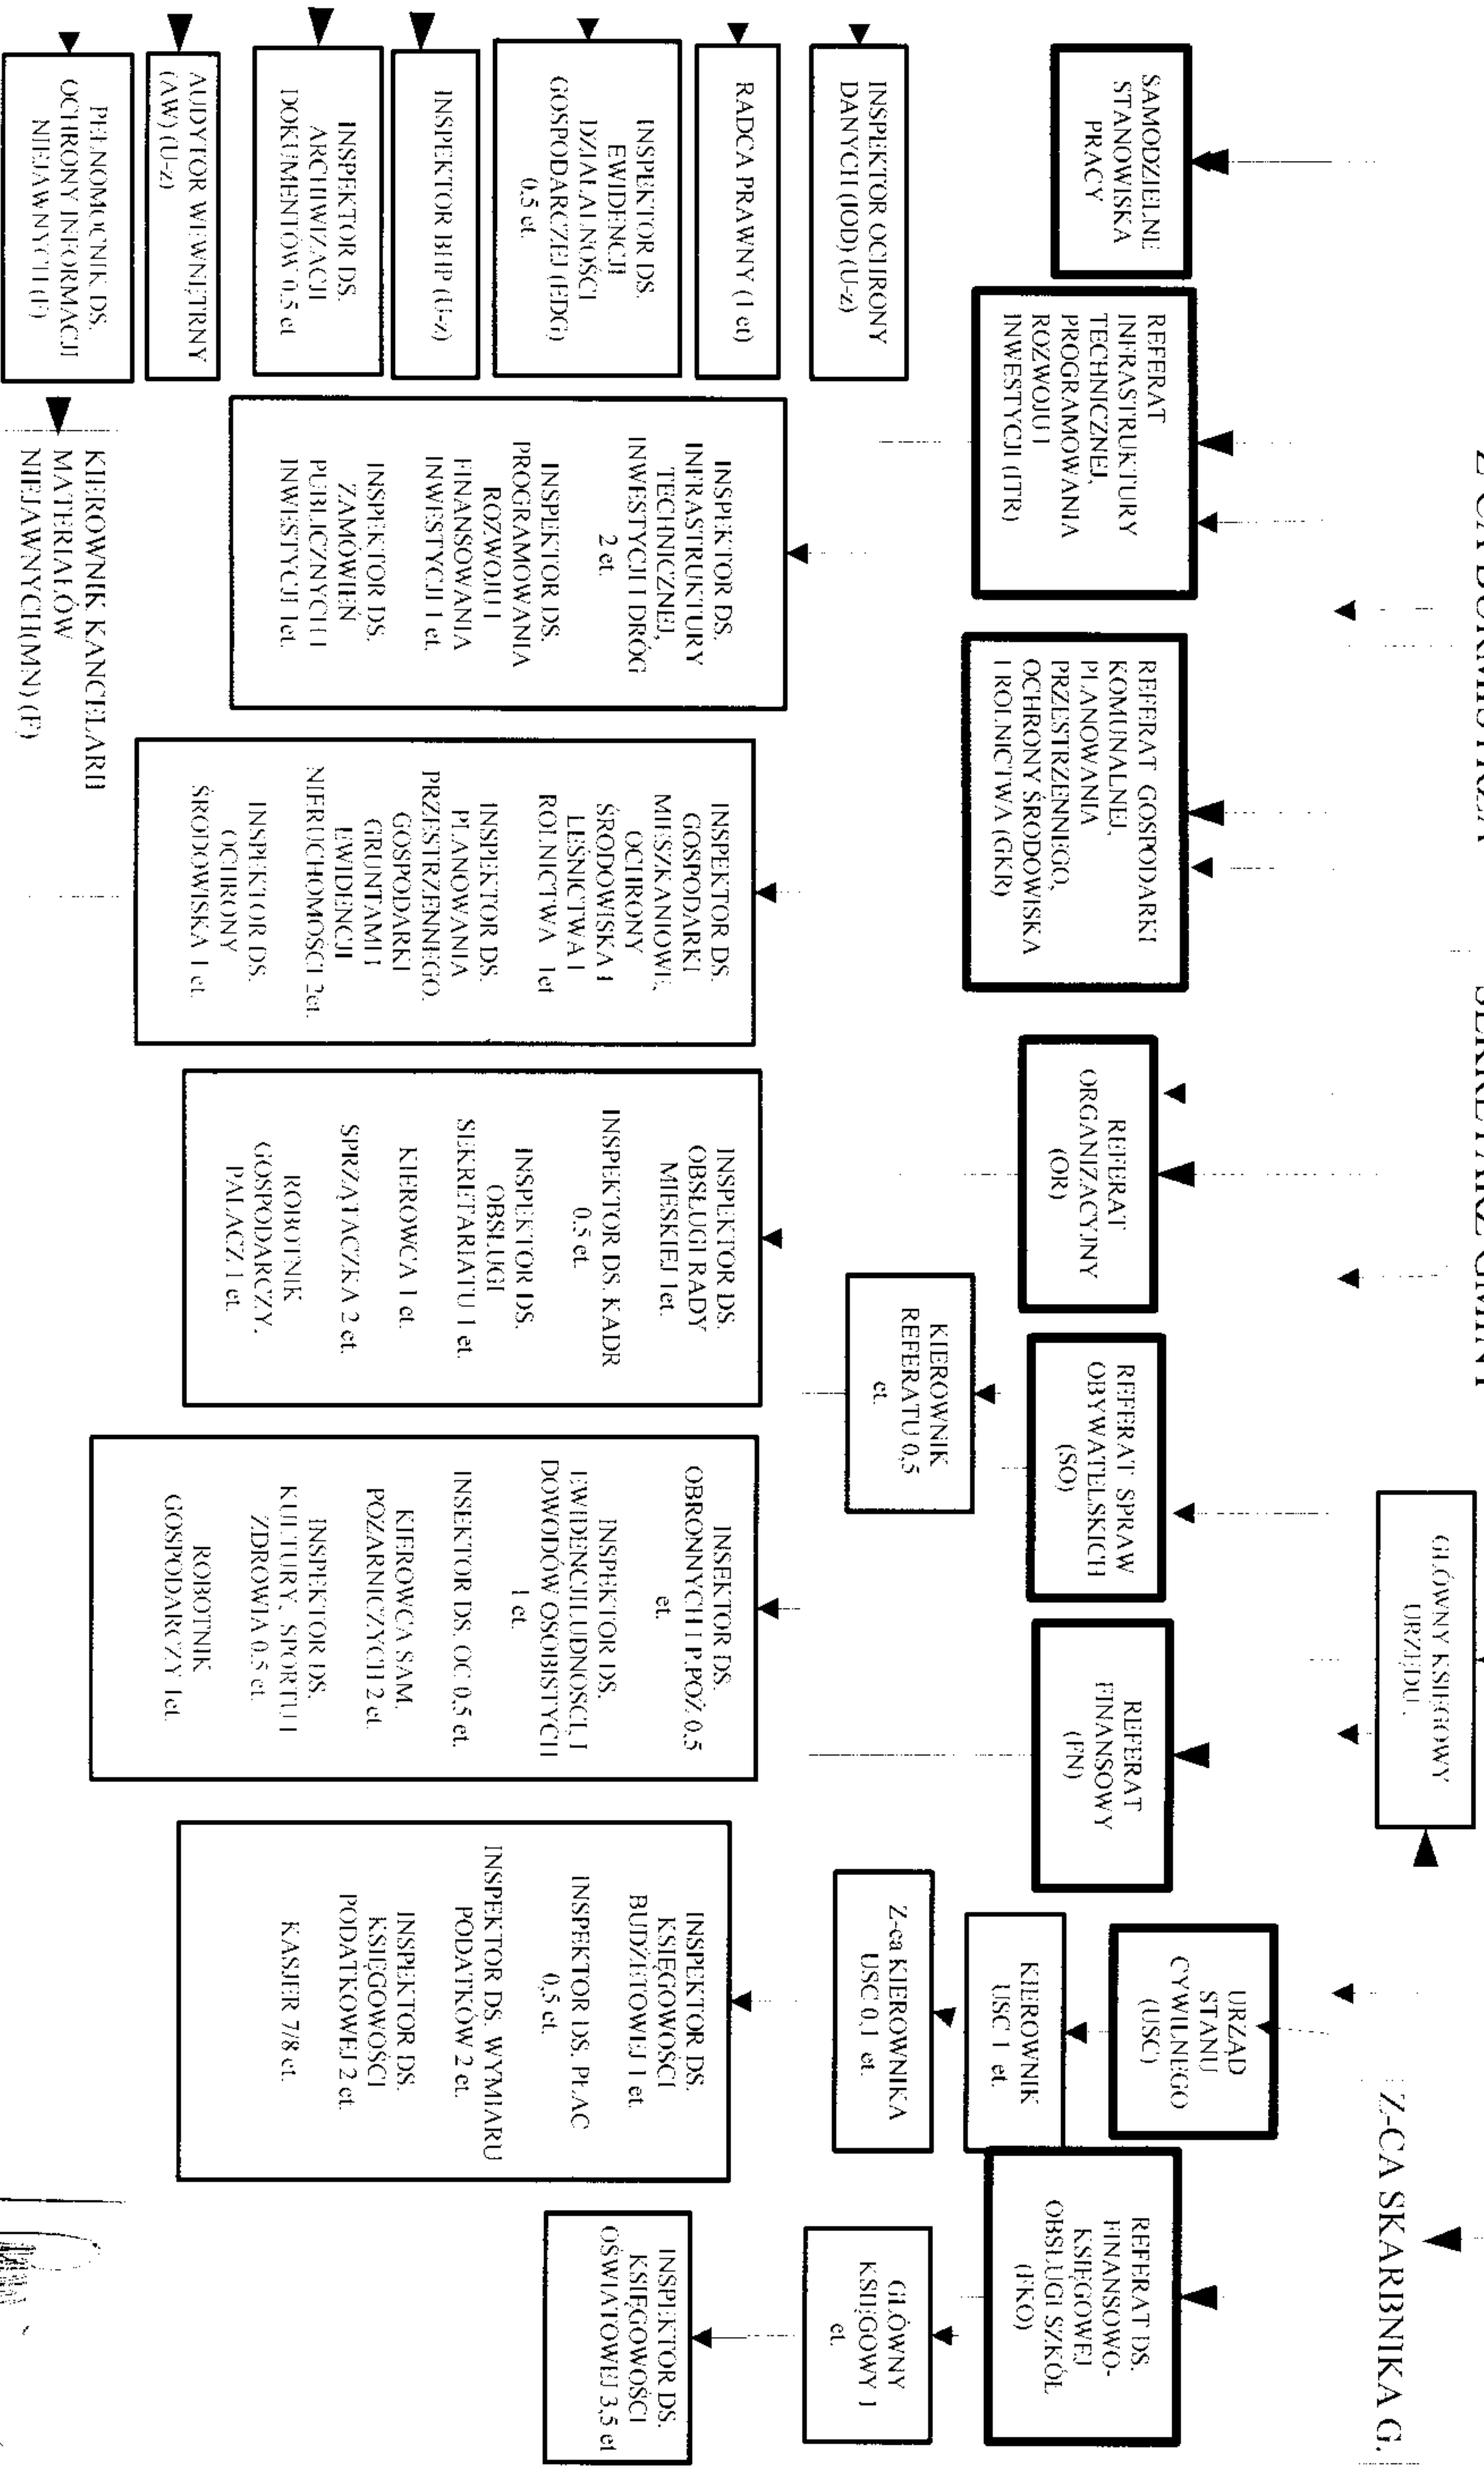 Z-CA BURMISTRZA
SEKRETARZ GMINY
GŁÓWNY KSIĘGOWY
URZĘDU .
Z-CA SKARIBNIKA G.
SAMODZIELNE
STANOWISKA
PRACY
REFERAT
INFRASTRUKTURY
TECHNICZNEJ,
PROGRAMOWANIA
ROZWOJU I
INWESTYCJI (ITR)
REFERAT GOSPODARKI
KOMUNALNEJ,
PLANOWANIA
PRZESTRZENNEGO,
OCHRONY ŚRODOWISKA
I ROLNICTWA (GKR)
REFERAT
ORGANIZACYJNY
(OR)
REFERAT SPRAW
OBYWATELSKICH
(SO)
REFERAT
FINANSOWY
(FN)
URZAD
STANU
CYWILNEGO
(USC)
REFERAT DS.
FINANSOWO-
KSIĘGOWEJ
OBSŁUGI SZKÓŁ
(FKO)
KIEROWNIK
REFERATU 0,5
et.
KIEROWNIK
USC 1 et.
Z-ca KIEROWNIKA
USC 0,1 et.
GŁÓWNY
KSIĘGOWY 1
et.
INSPEKTOR OCHRONY
DANYCH (IOD) (U-z)
RADCA PRAWNY (1 et)
INSPEKTOR DS.
EWIDENCJI
DZIAŁALNOŚCI
GOSPODARCZEJ (EDG)
0,5 et.
INSPEKTOR BHP (U-z)
INSPEKTOR DS.
ARCHIWIZACJI
DOKUMENTÓW 0,5 et
AUDYTOR WEWNĘTRNY
(AW) (U-z)
PEŁNOMOCNIK DS.
OCHRONY INFORMACJI
NIEJAWNYCH (F)
KIEROWNIK KANCELARII
MATERIAŁÓW
NIEJAWNYCH(MN) (F)
INSPEKTOR DS.
INFRASTRUKTURY
TECHNICZNEJ,
INWESTYCJI I DRÓG
2 et.
INSPEKTOR DS.
PROGRAMOWANIA
ROZWOJU I
FINANSOWANIA
INWESTYCJI 1 et.
INSPEKTOR DS.
ZAMÓWIEŃ
PUBLICZNYCH I
INWESTYCJI 1et.
INSPEKTOR DS.
GOSPODARKI
MIESZKANIOWE,
OCHRONY
ŚRODOWISKA I
LEŚNICTWA I
ROLNICTWA 1et
INSPEKTOR DS.
PLANOWANIA
PRZESTRZENNEGO,
GOSPODARKI
GRUNTAMI I
EWIDENCJI
NIERUCHOMOŚCI 2et.
INSPEKTOR DS.
OCHRONY
ŚRODOWISKA 1 et.
INSPEKTOR DS.
OBSŁUGI RADY
MIESKIEJ 1et.
INSPEKTOR DS. KADR
0,5 et.
INSPEKTOR DS.
OBSŁUGI
SEKRETARIATU 1 et.
KIEROWCA 1 et.
SPRZĄTACZKA 2 et.
ROBOTNIK
GOSPODARCZY,
PALACZ 1 et.
INSEKTOR DS.
OBRONNYCH I P.POŻ 0,5
et.
INSPEKTOR DS.
EWIDENCJI LUDNOŚCI, I
DOWODÓW OSOBISTYCH
1 et.
INSEKTOR DS. OC 0,5 et.
KIEROWCA SAM.
POŻARNICZYCH 2 et.
INSPEKTOR DS.
KULTURY, SPORTU I
ZDROWIA 0,5 et.
ROBOTNIK
GOSPODARCZY 1et.
INSPEKTOR DS.
KSIĘGOWOŚCI
BUDŻETOWEJ 1 et.
INSPEKTOR DS. PŁAC
0,5 et.
INSPEKTOR DS. WYMIARU
PODATKÓW 2 et.
INSPEKTOR DS.
KSIĘGOWOŚCI
PODATKOWEJ 2 et.
KASJER 7/8 et.
INSPEKTOR DS.
KSIĘGOWOŚCI
OŚWIATOWEJ 3,5 et